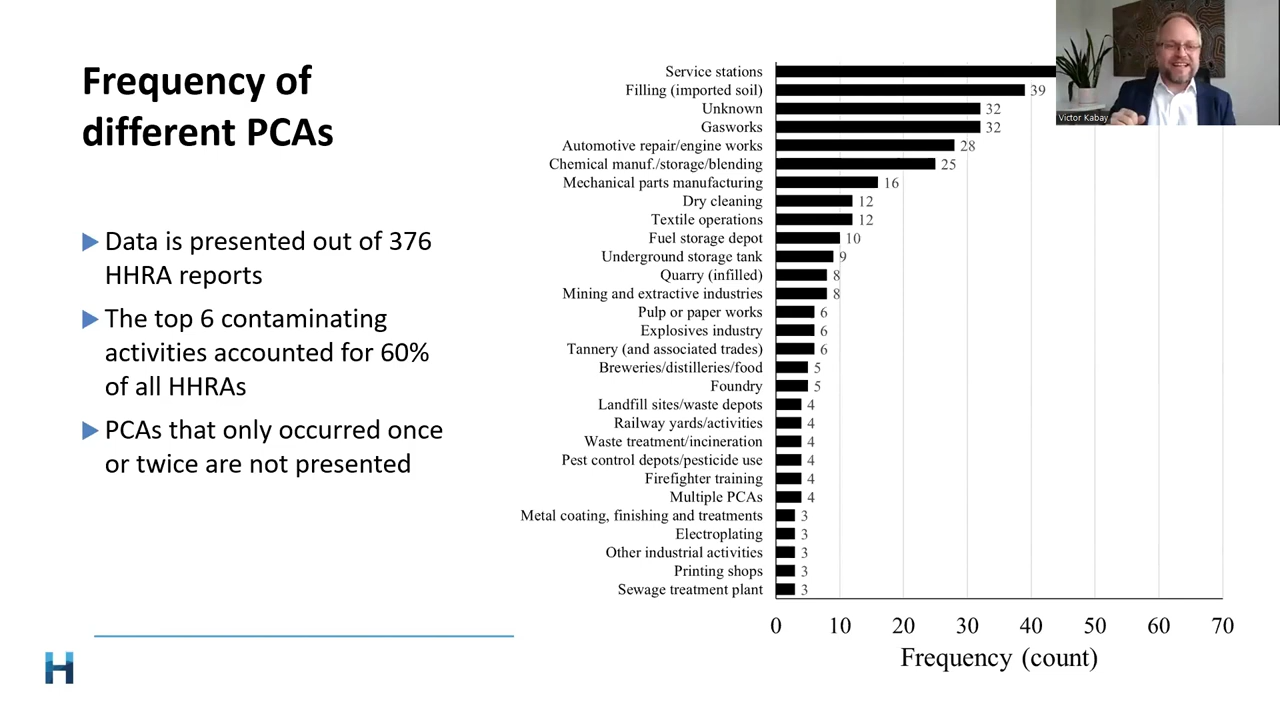 Frequency of
different PCAs
Data is presented out of 376
HHRA reports
The top 6 contaminating
activities accounted for 60%
of all HHRAs
PCAs that only occurred once
or twice are not presented
Service stations
Filling (imported soil) 39
Unknown 32
Gasworks 32
Automotive repair/engine works 28
Chemical manuf./storage/blending 25
Mechanical parts manufacturing 16
Dry cleaning 12
Textile operations 12
Fuel storage depot 10
Underground storage tank 9
Quarry (infilled) 8
Mining and extractive industries 8
Pulp or paper works 6
Explosives industry 6
Tannery (and associated trades) 6
Breweries/distilleries/food 5
Foundry 5
Landfill sites/waste depots 4
Railway yards/activities 4
Waste treatment/incineration 4
Pest control depots/pesticide use 4
Firefighter training 4
Multiple PCAs 4
Metal coating, finishing and treatments 3
Electroplating 3
Other industrial activities 3
Printing shops 3
Sewage treatment plant 3
0 10 20 30 40 50 60 70
Frequency (count)
Victor Kabay
H